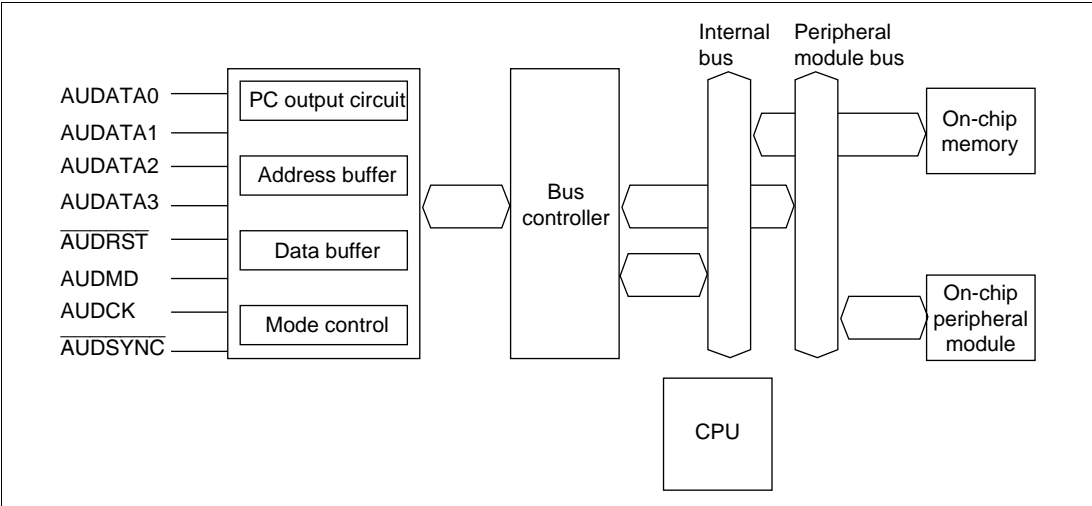 Internal
bus
Peripheral
module bus
AUDATA0
AUDATA1
AUDATA2
AUDATA3
AUDRST
AUDMD
AUDCK
AUDSYNC
PC output circuit
Address buffer
Data buffer
Mode control
Bus
controller
On-chip
memory
On-chip
peripheral
module
CPU